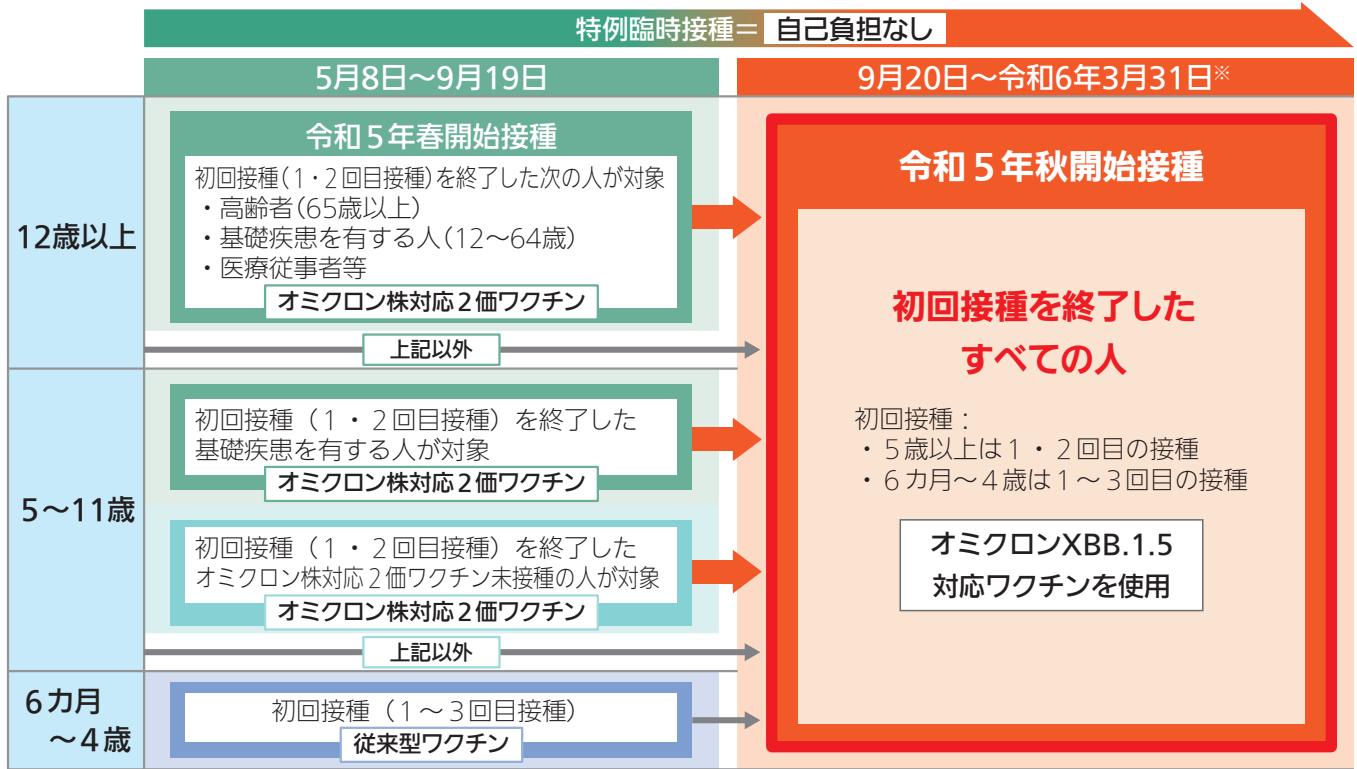 特例臨時接種＝ 自己負担なし
5月8日～9月19日
9月20日～令和6年3月31日※
12歳以上
令和５年春開始接種
初回接種（1・2回目接種）を終了した次の人が対象
・高齢者（65歳以上）
・基礎疾患を有する人（12～64歳）
・医療従事者等
オミクロン株対応２価ワクチン
上記以外
5～11歳
初回接種（１・２回目接種）を終了した
基礎疾患を有する人が対象
オミクロン株対応２価ワクチン
初回接種（１・２回目接種）を終了した
オミクロン株対応２価ワクチン未接種の人が対象
オミクロン株対応２価ワクチン
上記以外
６カ月
～４歳
初回接種（１～３回目接種）
従来型ワクチン
令和５年秋開始接種
初回接種を終了した
すべての人
初回接種：
・５歳以上は１・２回目の接種
・６カ月～４歳は１～３回目の接種
オミクロンXBB.1.5
対応ワクチンを使用